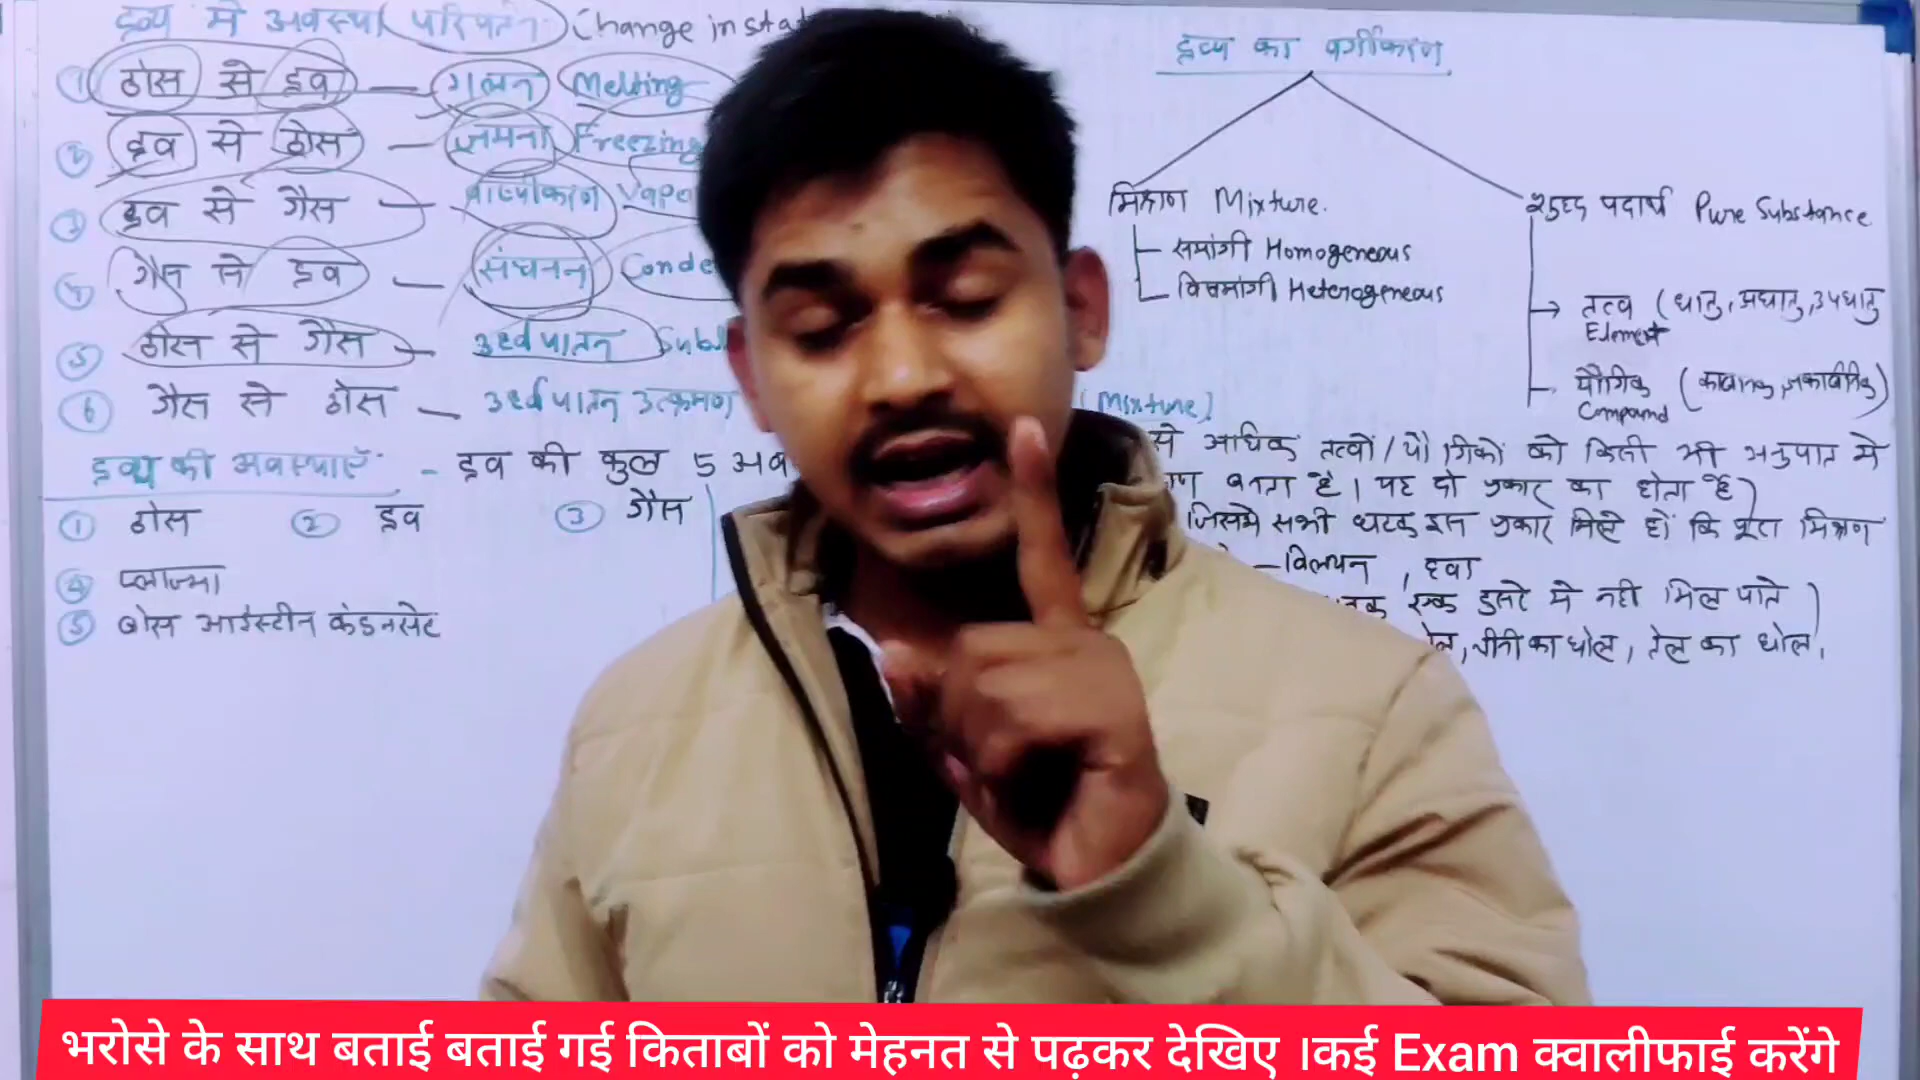 द्रव्य में अवस्था परिवर्तन Change in sta
① ठोस से द्रव — गलन Melting
② द्रव से ठोस — जमना Freezing
③ द्रव से गैस — वाष्पीकरण Vapo
④ गैस से द्रव — संघनन Conde
⑤ ठोस से गैस — उर्ध्वपातन Subl
⑥ गैस से ठोस — उर्ध्वपातन उत्क्रमण
द्रव्य की अवस्थाएँ - द्रव की कुल 5 अव
① ठोस ② द्रव ③ गैस
④ प्लाज्मा
⑤ बोस आईस्टीन कंडनसेट
द्रव्य का वर्गीकरण
मिश्रण Mixture.
समांगी Homogeneous
विषमांगी Heterogeneous
शुद्ध पदार्थ Pure Substance
तत्व (धातु, अधातु, उपधातु
Element
यौगिक (कार्बनिक, अकार्बनिक)
Compound
(Mixture)
से अधिक तत्वों/यौगिकों को किसी भी अनुपात में
बनता है। यह दो प्रकार का होता है)
जिसमे सभी घटक इस प्रकार मिले हों कि पूरा मिश्रण
— विलयन, हवा
एक दुसरे में नही मिल पाते)
चीनी का घोल, तेल का घोल,
भरोसे के साथ बताई बताई गई किताबों को मेहनत से पढ़कर देखिए ।कई Exam क्वालीफाई करेंगे